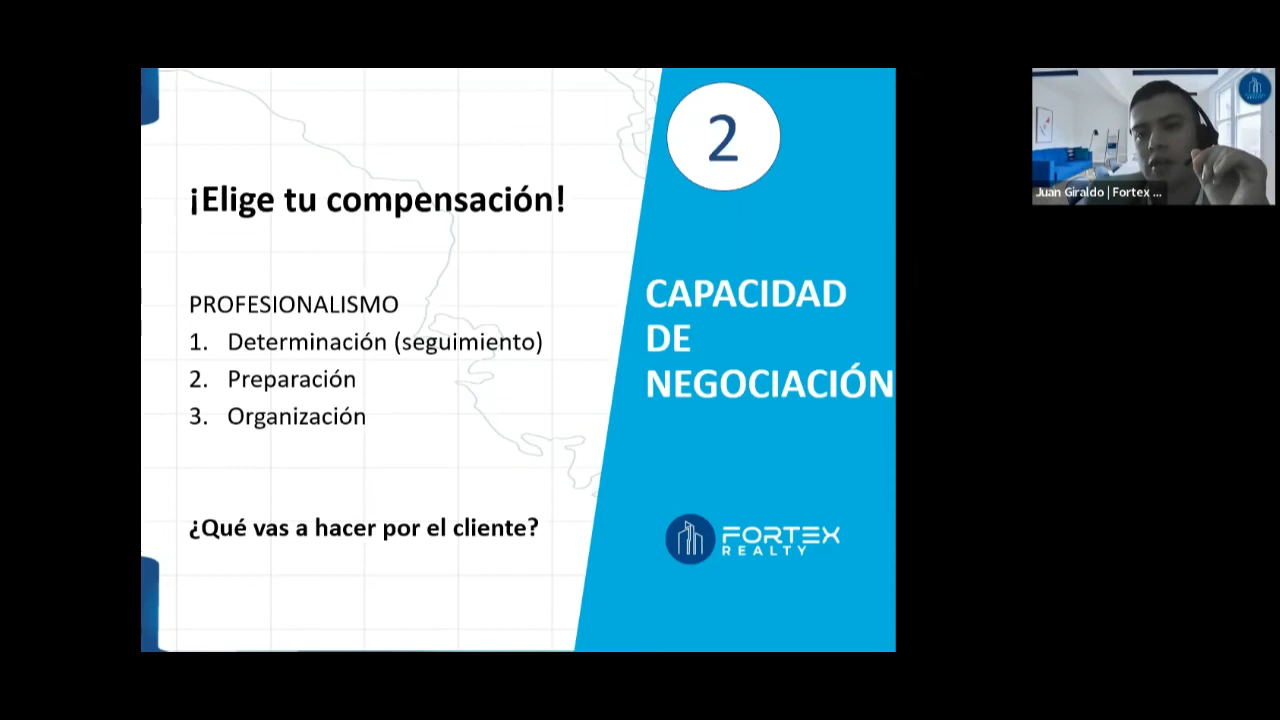 ¡Elige tu compensación!
PROFESIONALISMO
1. Determinación (seguimiento)
2. Preparación
3. Organización
¿Qué vas a hacer por el cliente?
2
CAPACIDAD
DE
NEGOCIACIÓN
FORTEX
REALTY
Juan Giraldo | Fortex ...